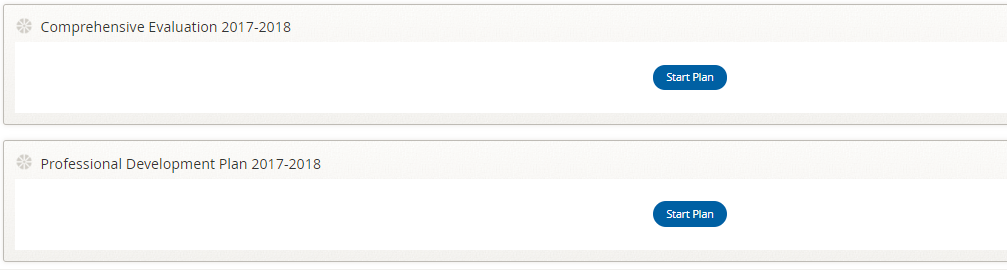 Comprehensive Evaluation 2017-2018
Start Plan
Professional Development Plan 2017-2018
Start Plan